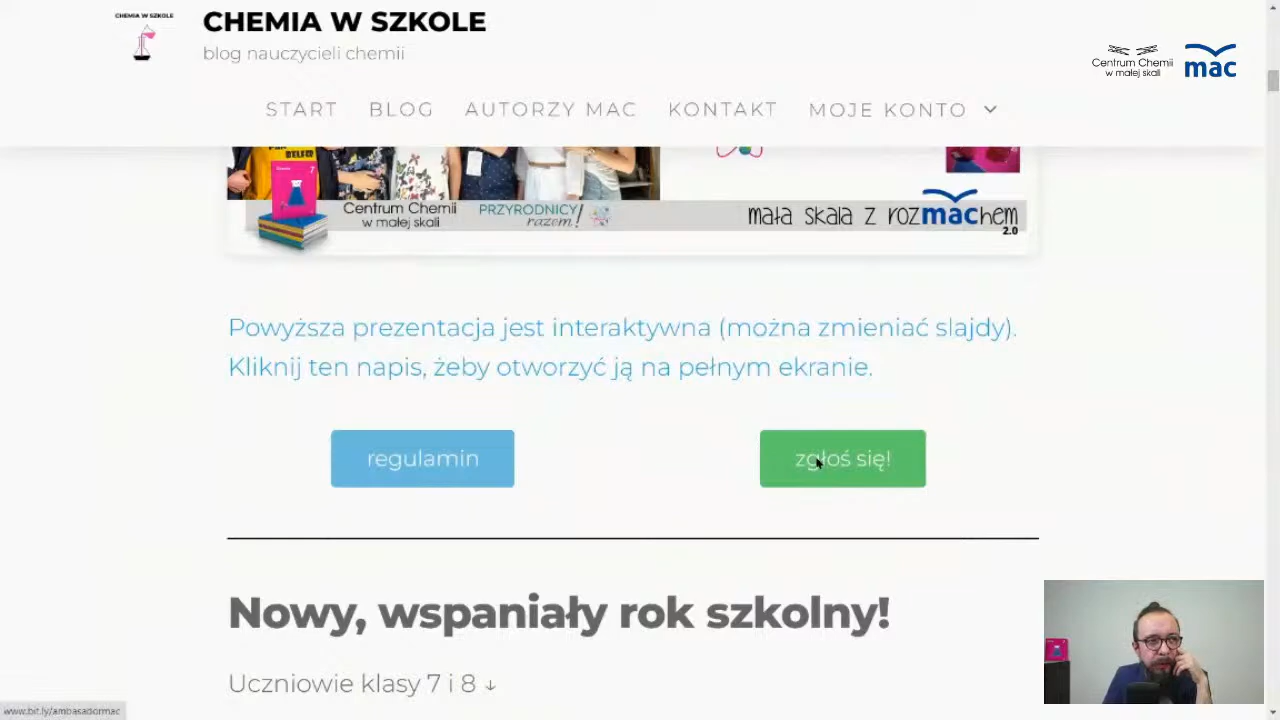 CHEMIA W SZKOLE
CHEMIA W SZKOLE
blog nauczycieli chemii
Centrum Chemii
w małej skali
mac
START BLOG AUTORZY MAC KONTAKT MOJE KONTO
Centrum Chemii
w małej skali
PRZYRODNICY
razem!
mała skala z rozmachem
2.0
Powyższa prezentacja jest interaktywna (można zmieniać slajdy).
Kliknij ten napis, żeby otworzyć ją na pełnym ekranie.
regulamin
zgłoś się!
Nowy, wspaniały rok szkolny!
Uczniowie klasy 7 i 8 ↓
www.bit.ly/ambasadormac